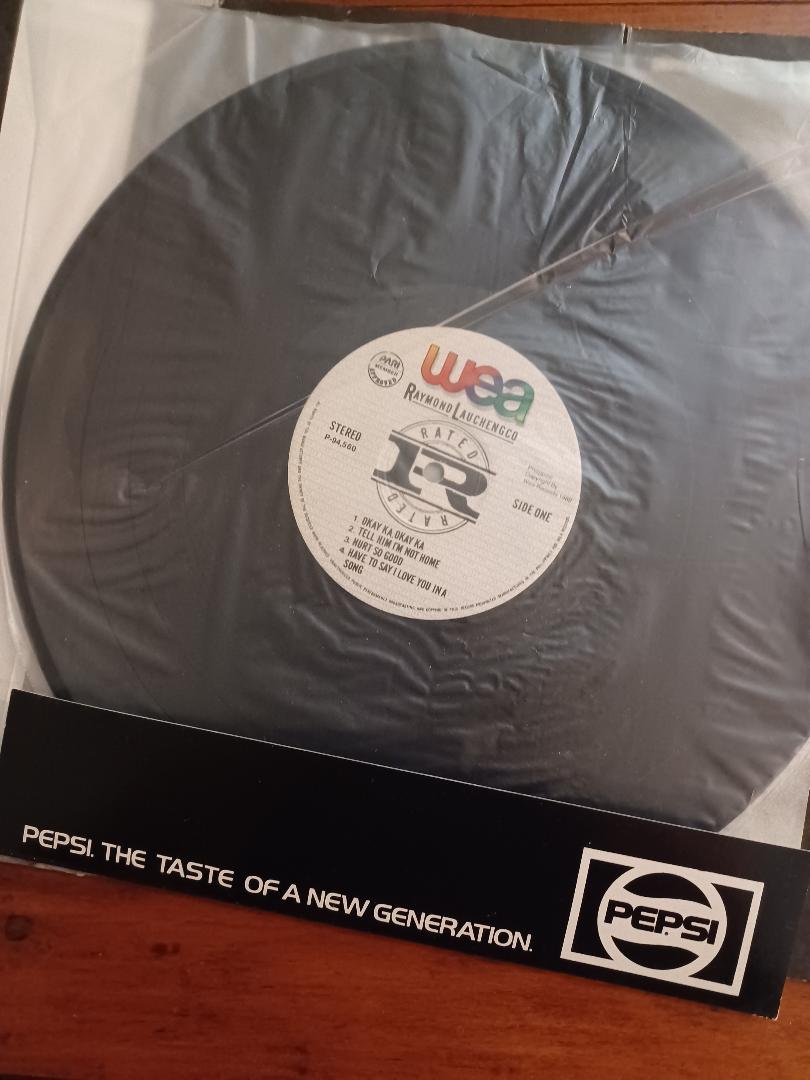 PARI
MEMBER
APPROVED
wea
RAYMOND LAUCHENGCO
STEREO
P-94,560
RATED
R
RATED
SIDE ONE
1. OKAY KA, OKAY KA
2. TELL HIM I'M NOT HOME
3. HURT SO GOOD
4. HAVE TO SAY I LOVE YOU IN A
SONG
PEPSI. THE TASTE OF A NEW GENERATION.
PEPSI